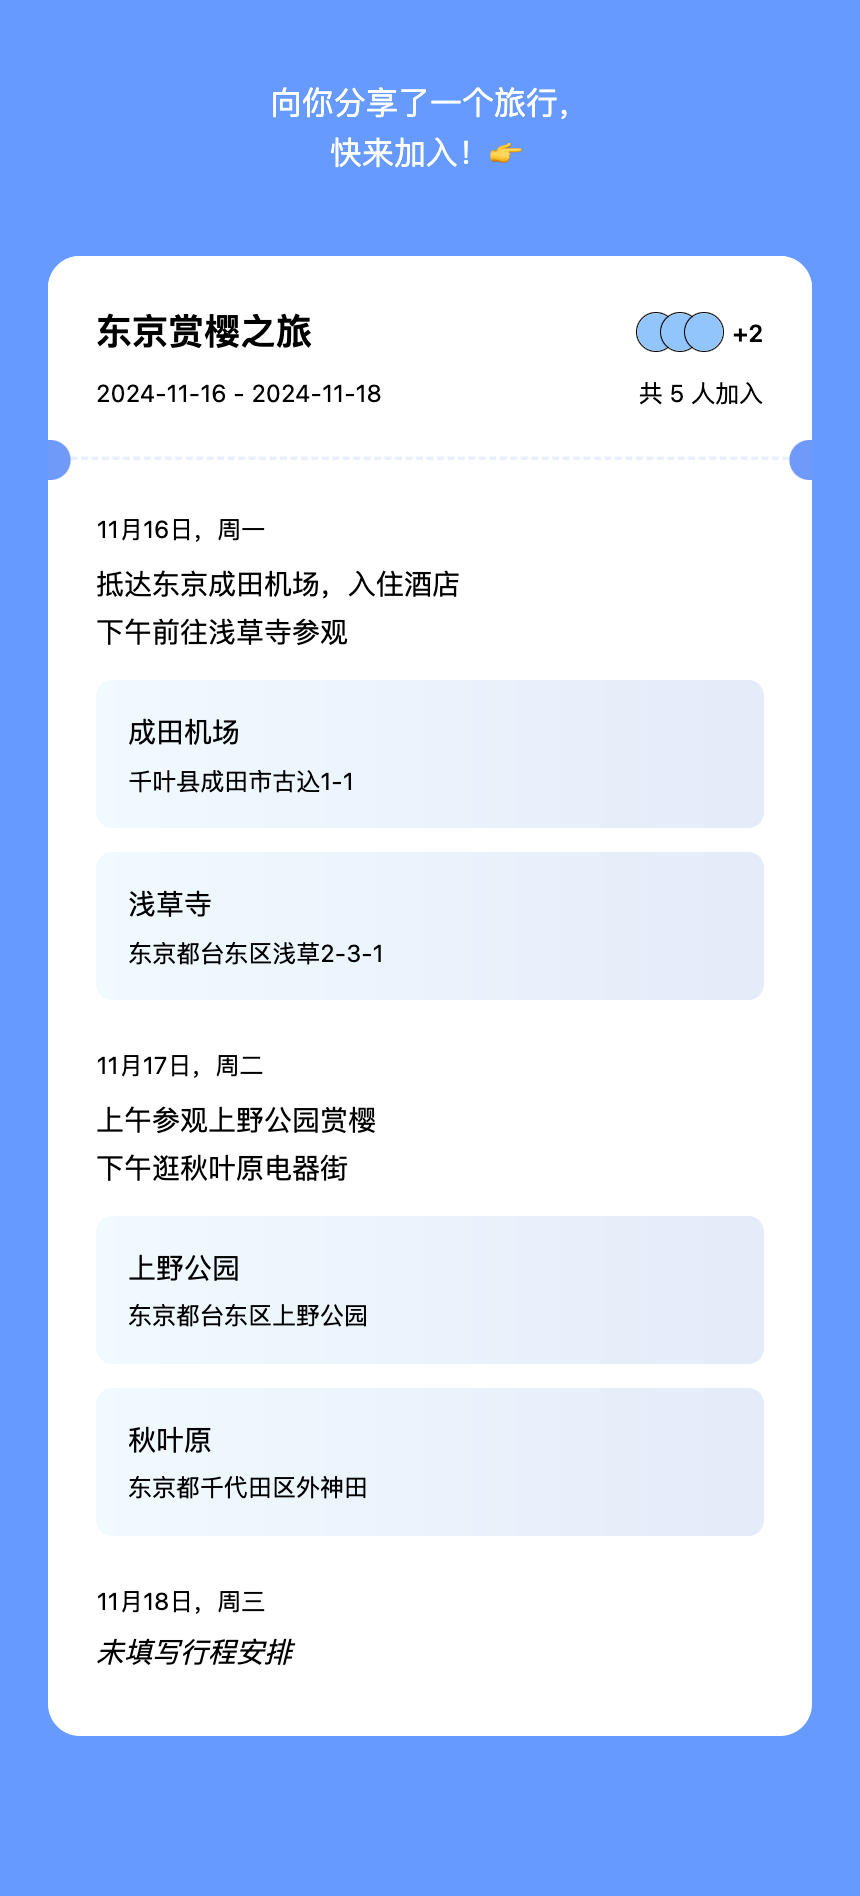 向你分享了一个旅行，
快来加入！👉
东京赏樱之旅
+2
2024-11-16 - 2024-11-18
共 5 人加入
11月16日，周一
抵达东京成田机场，入住酒店
下午前往浅草寺参观
成田机场
千叶县成田市古込1-1
浅草寺
东京都台东区浅草2-3-1
11月17日，周二
上午参观上野公园赏樱
下午逛秋叶原电器街
上野公园
东京都台东区上野公园
秋叶原
东京都千代田区外神田
11月18日，周三
未填写行程安排